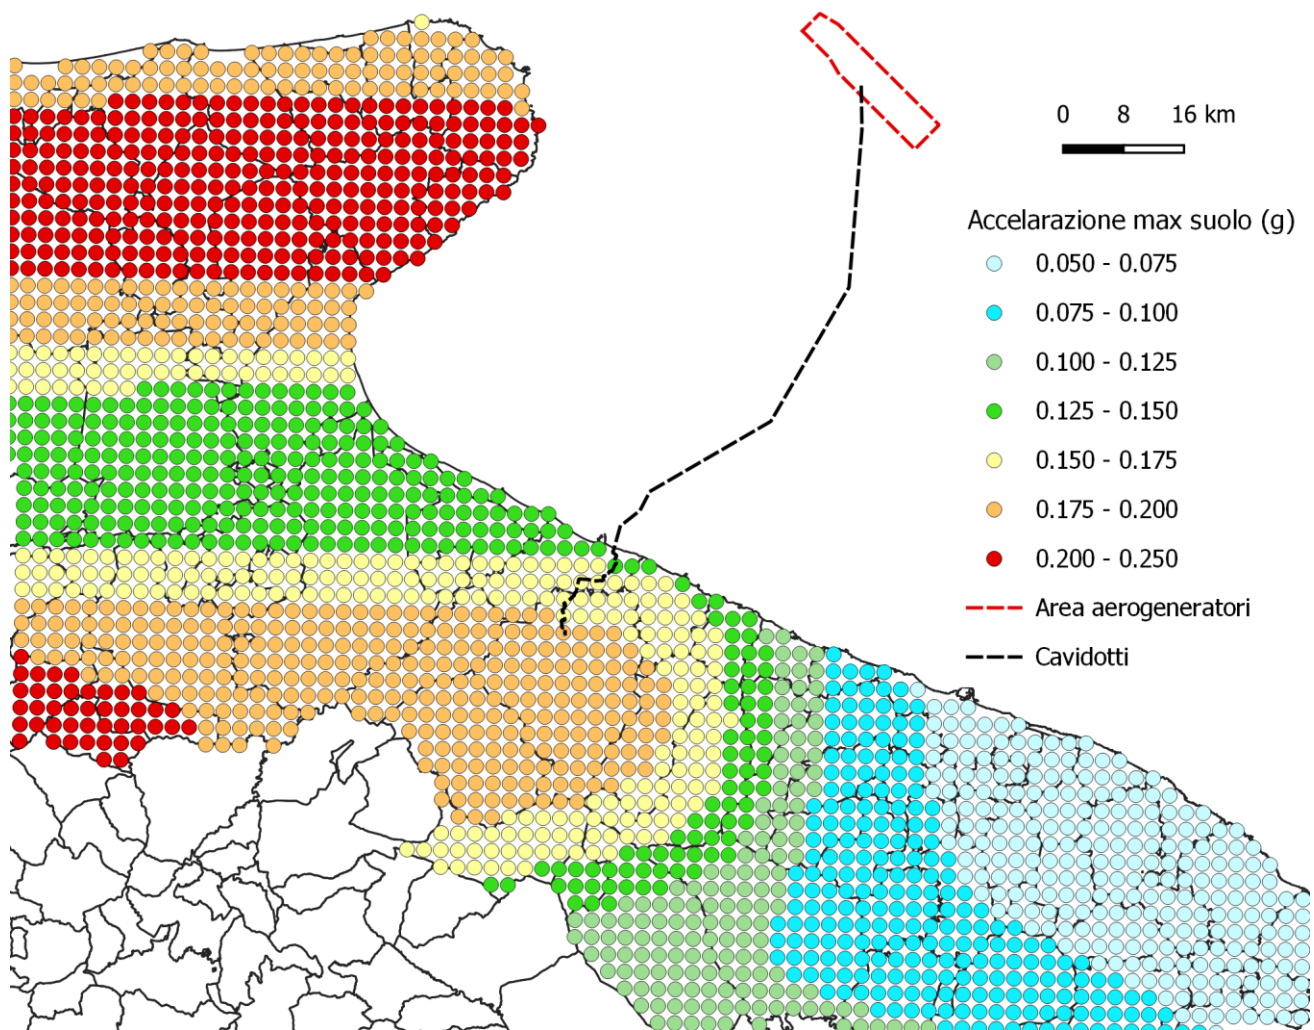 0 8 16 km
Accelarazione max suolo (g)
0.050 - 0.075
0.075 - 0.100
0.100 - 0.125
0.125 - 0.150
0.150 - 0.175
0.175 - 0.200
0.200 - 0.250
Area aerogeneratori
Cavidotti